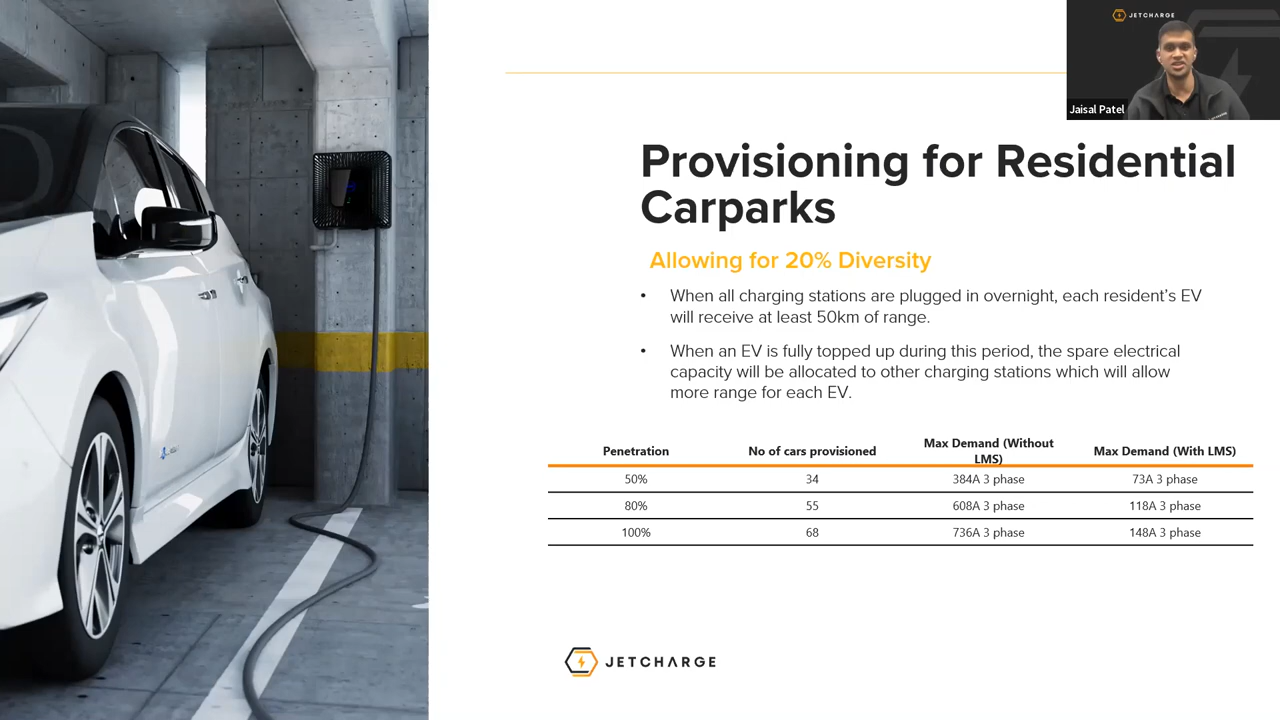 JETCHARGE
Jaisal Patel
Provisioning for Residential
Carparks
Allowing for 20% Diversity
• When all charging stations are plugged in overnight, each resident’s EV
will receive at least 50km of range.
• When an EV is fully topped up during this period, the spare electrical
capacity will be allocated to other charging stations which will allow
more range for each EV.
Penetration No of cars provisioned Max Demand (Without
LMS) Max Demand (With LMS)
50% 34 384A 3 phase 73A 3 phase
80% 55 608A 3 phase 118A 3 phase
100% 68 736A 3 phase 148A 3 phase
JETCHARGE